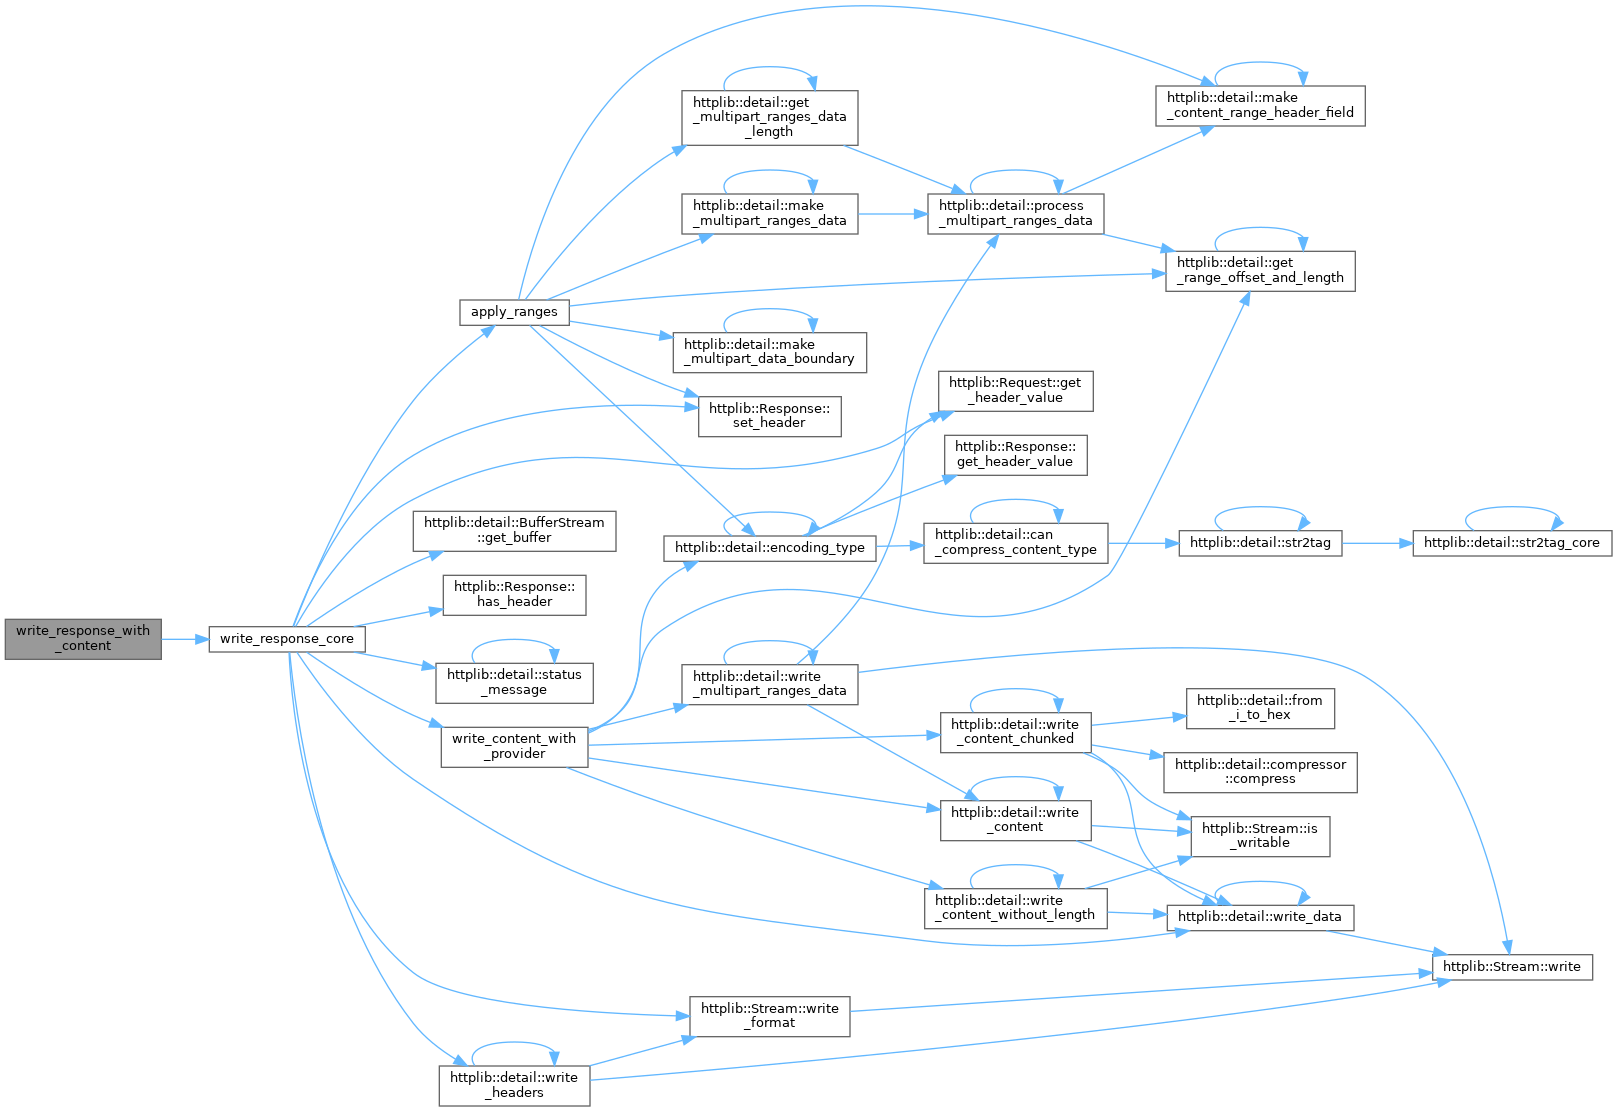 write_response_with
_content
write_response_core
apply_ranges
httplib::detail::BufferStream
::get_buffer
httplib::Response::
has_header
httplib::detail::status
_message
write_content_with
_provider
httplib::detail::write
_headers
httplib::detail::get
_multipart_ranges_data
_length
httplib::detail::make
_multipart_ranges_data
httplib::detail::make
_multipart_data_boundary
httplib::Response::
set_header
httplib::detail::encoding_type
httplib::detail::write
_multipart_ranges_data
httplib::Stream::write
_format
httplib::detail::process
_multipart_ranges_data
httplib::Request::get
_header_value
httplib::Response::
get_header_value
httplib::detail::can
_compress_content_type
httplib::detail::write
_content_chunked
httplib::detail::write
_content
httplib::detail::write
_content_without_length
httplib::detail::make
_content_range_header_field
httplib::detail::get
_range_offset_and_length
httplib::detail::str2tag
httplib::detail::from
_i_to_hex
httplib::detail::compressor
::compress
httplib::Stream::is
_writable
httplib::detail::write_data
httplib::detail::str2tag_core
httplib::Stream::write